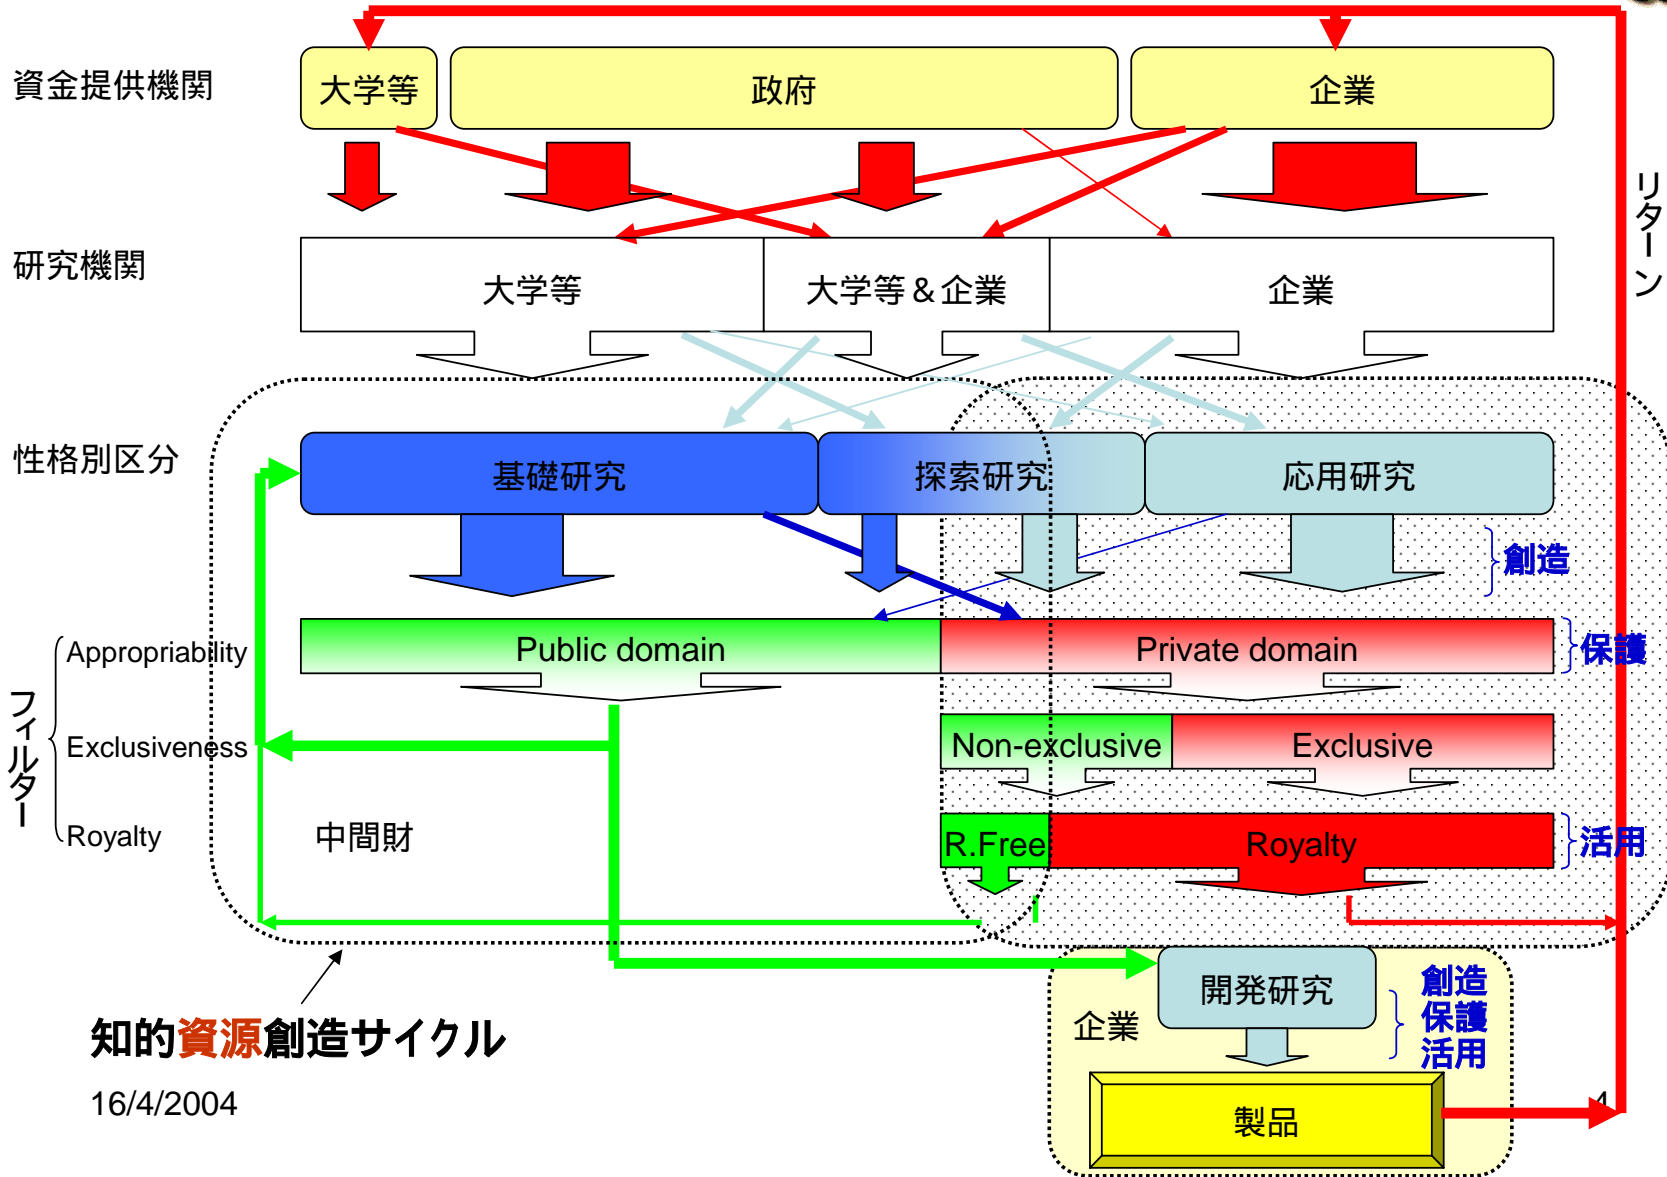 資金提供機関
大学等
政府
企業
リターン
研究機関
大学等
大学等＆企業
企業
性格別区分
基礎研究
探索研究
応用研究
創造
フィルター
Appropriability
Public domain
Private domain
保護
Exclusiveness
Non-exclusive
Exclusive
Royalty
中間財
R.Free
Royalty
活用
開発研究
企業
創造
保護
活用
知的資源創造サイクル
16/4/2004
製品
4